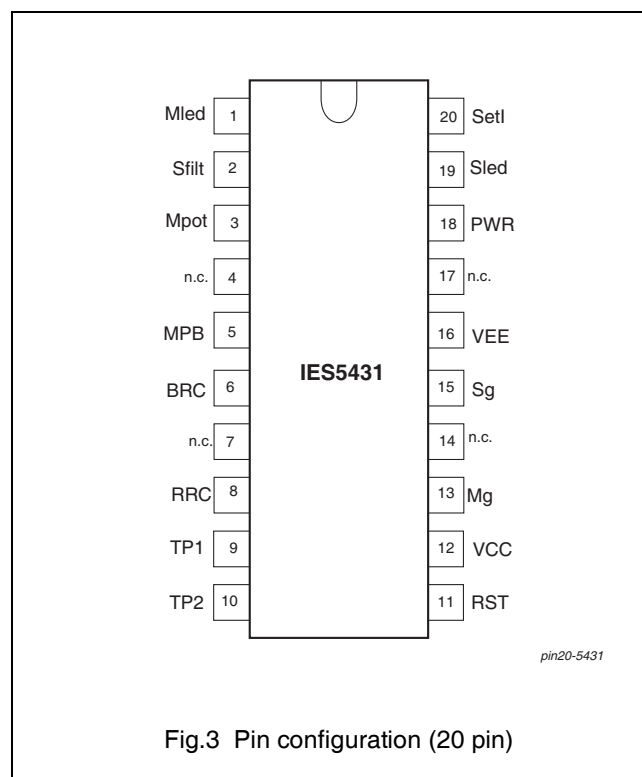 Mled 1 20 SetI
Sfilt 2 19 Sled
Mpot 3 18 PWR
n.c. 4 17 n.c.
MPB 5 16 VEE
IES5431
BRC 6 15 Sg
n.c. 7 14 n.c.
RRC 8 13 Mg
TP1 9 12 VCC
TP2 10 11 RST
pin20-5431
Fig.3 Pin configuration (20 pin)